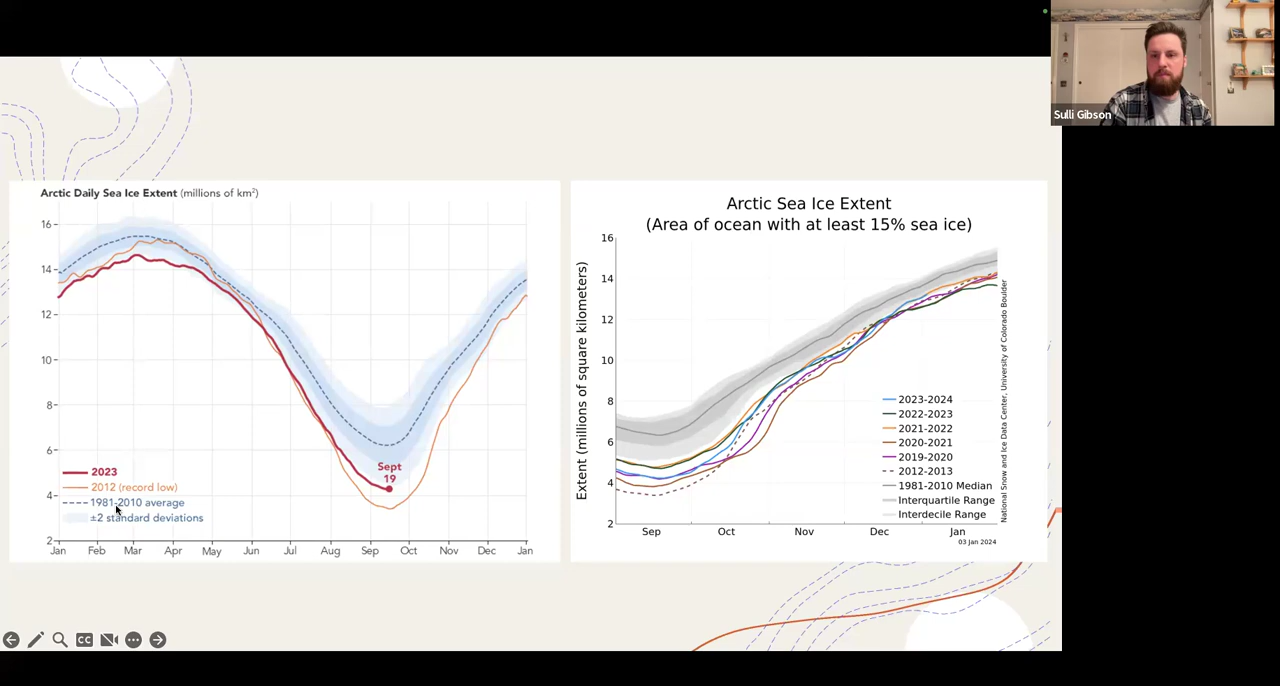 Sulli Gibson
Arctic Daily Sea Ice Extent (millions of km²)
16
14
12
10
8
6
4
2
Sept
19
2023
2012 (record low)
1981-2010 average
±2 standard deviations
Jan Feb Mar Apr May Jun Jul Aug Sep Oct Nov Dec Jan
Arctic Sea Ice Extent
(Area of ocean with at least 15% sea ice)
Extent (millions of square kilometers)
16
14
12
10
8
6
4
2
2023-2024
2022-2023
2021-2022
2020-2021
2019-2020
2012-2013
1981-2010 Median
Interquartile Range
Interdecile Range
Sep Oct Nov Dec Jan
03 Jan 2024
National Snow and Ice Data Center, University of Colorado Boulder
CC